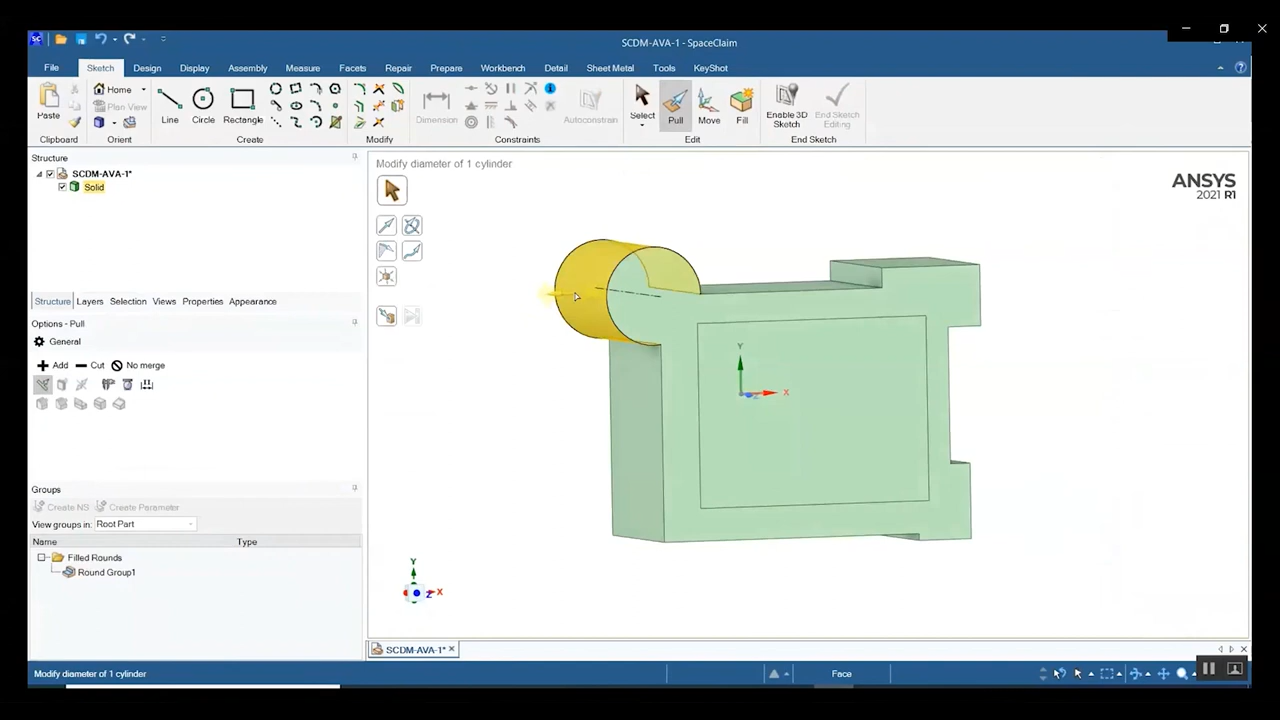 SCDM-AVA-1 - SpaceClaim
File Sketch Design Display Assembly Measure Facets Repair Prepare Workbench Detail Sheet Metal Tools KeyShot
Paste
Home
Plan View
Line Circle Rectangle
Dimension
Autoconstrain
Select Pull Move Fill
Enable 3D Sketch
End Sketch Editing
Clipboard Orient Create Modify Constraints Edit End Sketch
Structure
SCDM-AVA-1*
Solid
Structure Layers Selection Views Properties Appearance
Options - Pull
General
Add Cut No merge
Groups
Create NS Create Parameter
View groups in: Root Part
Name Type
Filled Rounds
Round Group1
Modify diameter of 1 cylinder
ANSYS
2021 R1
Y
X
Z
Y
Z X
SCDM-AVA-1*
Modify diameter of 1 cylinder
Face